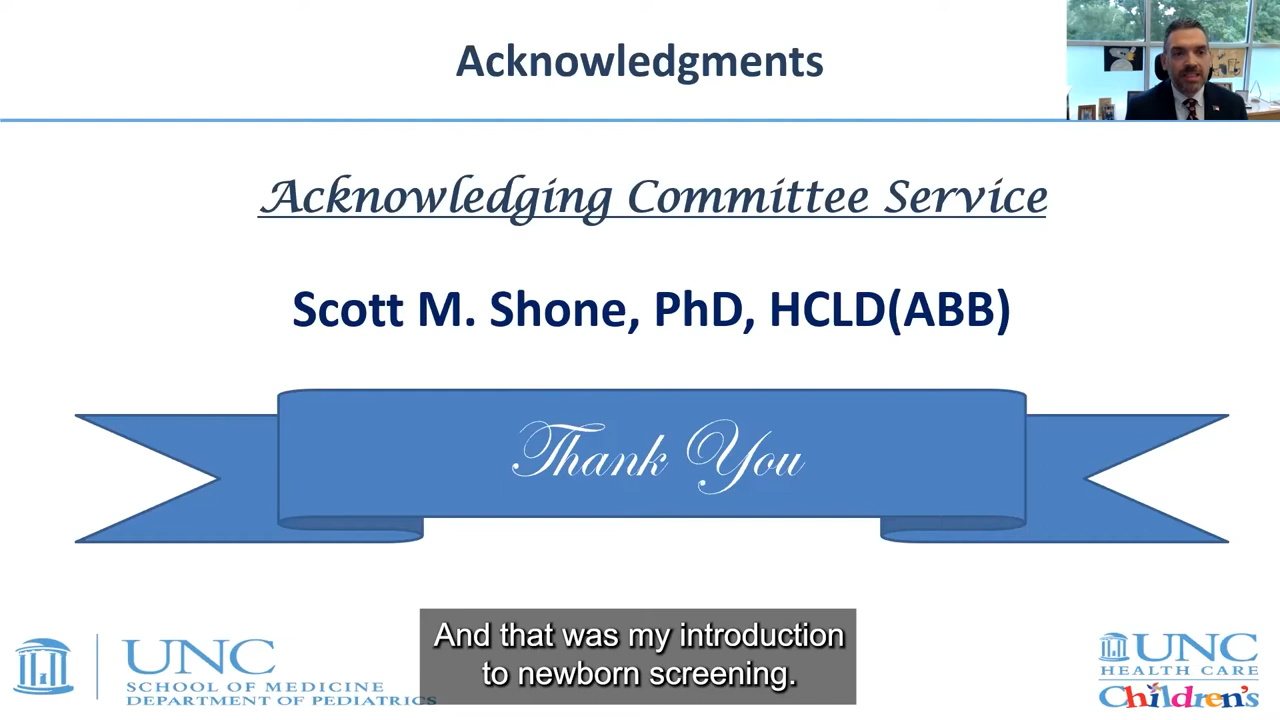 Acknowledgments
Acknowledging Committee Service
Scott M. Shone, PhD, HCLD(ABB)
Thank You
And that was my introduction
to newborn screening.
UNC
SCHOOL OF MEDICINE
DEPARTMENT OF PEDIATRICS
UNC
HEALTH CARE
Children's